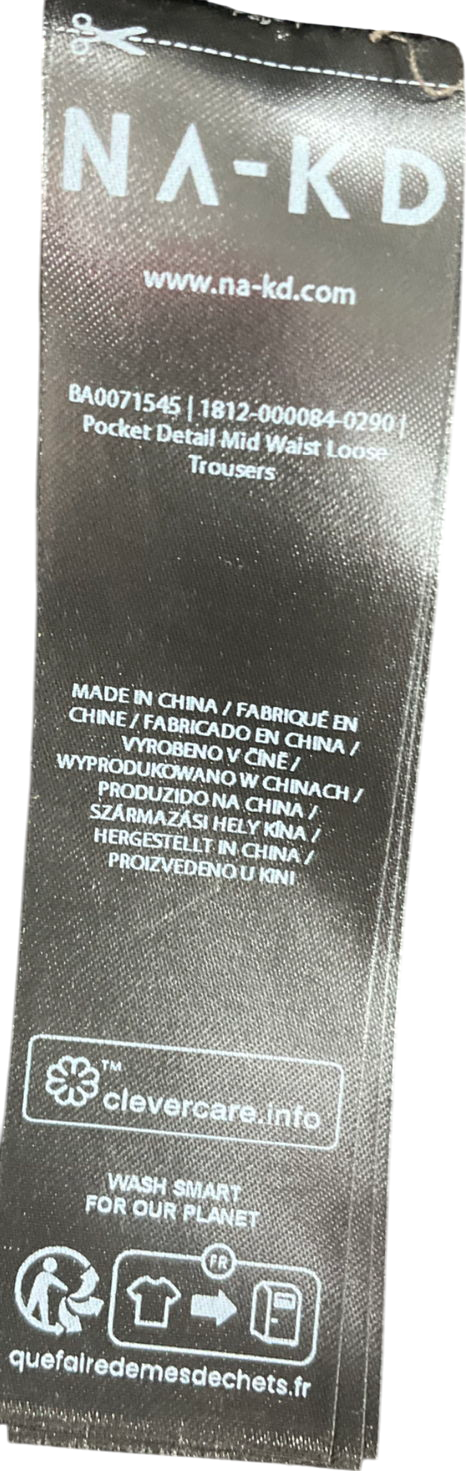 NA-KD
www.na-kd.com
BA0071545 | 1812-000084-0290 |
Pocket Detail Mid Waist Loose
Trousers
MADE IN CHINA / FABRIQUÉ EN
CHINE / FABRICADO EN CHINA /
VYROBENO V ČÍNĚ /
WYPRODUKOWANO W CHINACH /
PRODUZIDO NA CHINA /
SZÁRMAZÁSI HELY KÍNA /
HERGESTELLT IN CHINA /
PROIZVEDENO U KINI
TM
clevercare.info
WASH SMART
FOR OUR PLANET
FR
quefairedemesdechets.fr